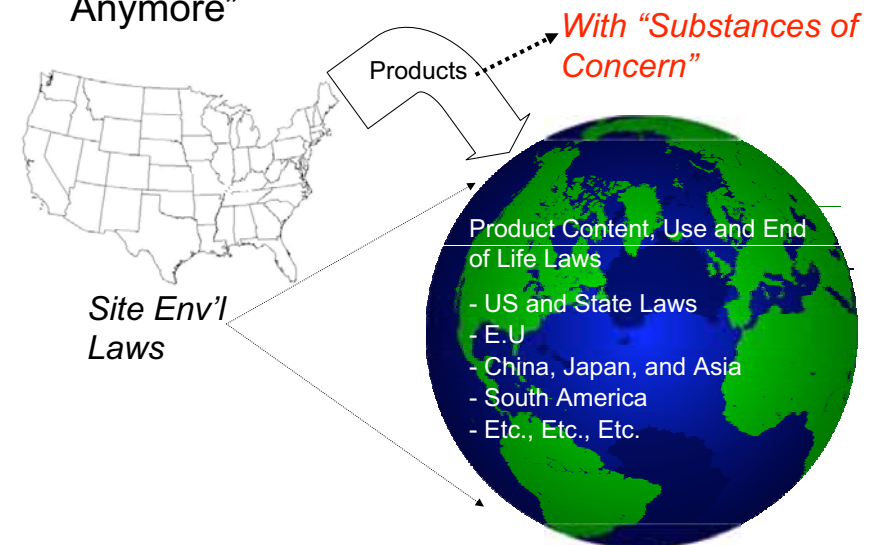 Anymore”
With “Substances of
Concern”
Products
Product Content, Use and End
of Life Laws
- US and State Laws
- E.U
- China, Japan, and Asia
- South America
- Etc., Etc., Etc.
Site Env’l
Laws